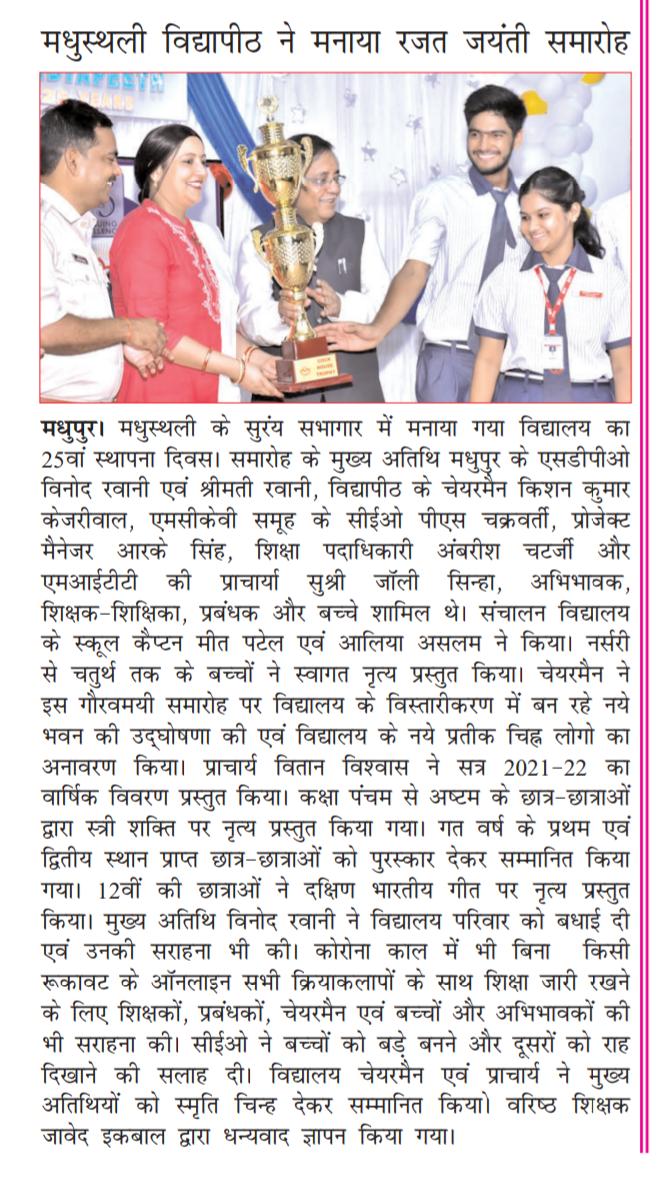 मधुस्थली विद्यापीठ ने मनाया रजत जयंती समारोह
25 YEARS
COCK
HOUSE
TROPHY
मधुपुर। मधुस्थली के सुरंय सभागार में मनाया गया विद्यालय का
25वां स्थापना दिवस। समारोह के मुख्य अतिथि मधुपुर के एसडीपीओ
विनोद रवानी एवं श्रीमती रवानी, विद्यापीठ के चेयरमैन किशन कुमार
केजरीवाल, एमसीकेवी समूह के सीईओ पीएस चक्रवर्ती, प्रोजेक्ट
मैनेजर आरके सिंह, शिक्षा पदाधिकारी अंबरीश चटर्जी और
एमआईटीटी की प्राचार्या सुश्री जॉली सिन्हा, अभिभावक,
शिक्षक-शिक्षिका, प्रबंधक और बच्चे शामिल थे। संचालन विद्यालय
के स्कूल कैप्टन मीत पटेल एवं आलिया असलम ने किया। नर्सरी
से चतुर्थ तक के बच्चों ने स्वागत नृत्य प्रस्तुत किया। चेयरमैन ने
इस गौरवमयी समारोह पर विद्यालय के विस्तारीकरण में बन रहे नये
भवन की उद्घोषणा की एवं विद्यालय के नये प्रतीक चिह्न लोगो का
अनावरण किया। प्राचार्य वितान विश्वास ने सत्र 2021-22 का
वार्षिक विवरण प्रस्तुत किया। कक्षा पंचम से अष्टम के छात्र-छात्राओं
द्वारा स्त्री शक्ति पर नृत्य प्रस्तुत किया गया। गत वर्ष के प्रथम एवं
द्वितीय स्थान प्राप्त छात्र-छात्राओं को पुरस्कार देकर सम्मानित किया
गया। 12वीं की छात्राओं ने दक्षिण भारतीय गीत पर नृत्य प्रस्तुत
किया। मुख्य अतिथि विनोद रवानी ने विद्यालय परिवार को बधाई दी
एवं उनकी सराहना भी की। कोरोना काल में भी बिना किसी
रूकावट के ऑनलाइन सभी क्रियाकलापों के साथ शिक्षा जारी रखने
के लिए शिक्षकों, प्रबंधकों, चेयरमैन एवं बच्चों और अभिभावकों की
भी सराहना की। सीईओ ने बच्चों को बड़े बनने और दूसरों को राह
दिखाने की सलाह दी। विद्यालय चेयरमैन एवं प्राचार्य ने मुख्य
अतिथियों को स्मृति चिन्ह देकर सम्मानित किया। वरिष्ठ शिक्षक
जावेद इकबाल द्वारा धन्यवाद ज्ञापन किया गया।